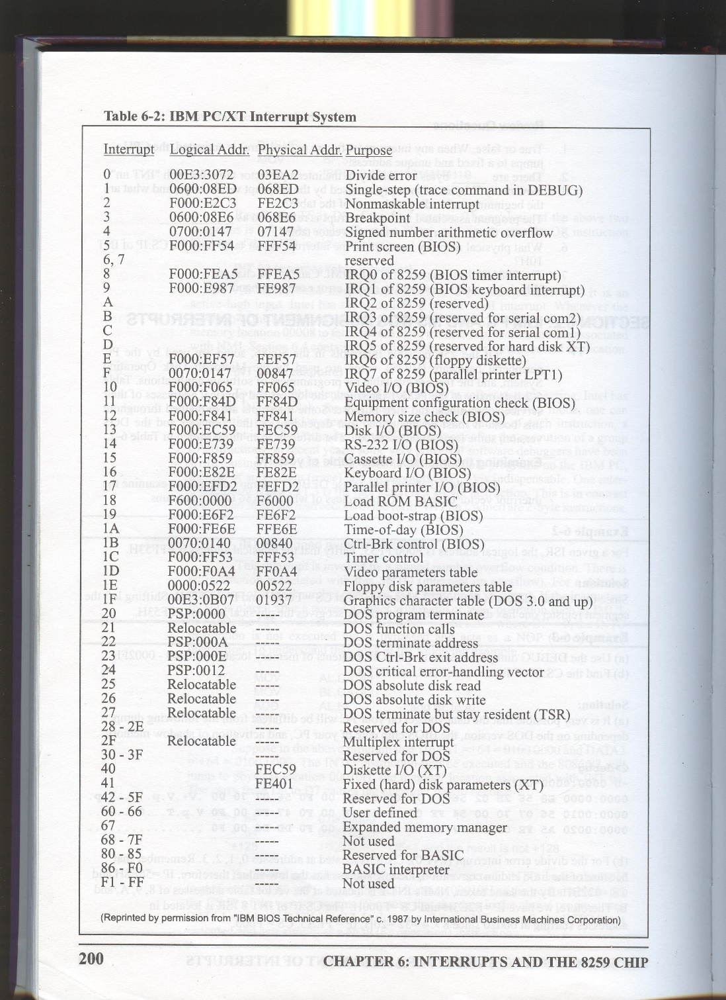 Table 6-2: IBM PC/XT Interrupt System
Interrupt Logical Addr. Physical Addr. Purpose
0 00E3:3072 03EA2 Divide error
1 0600:08ED 068ED Single-step (trace command in DEBUG)
2 F000:E2C3 FE2C3 Nonmaskable interrupt
3 0600:08E6 068E6 Breakpoint
4 0700:0147 07147 Signed number arithmetic overflow
5 F000:FF54 FFF54 Print screen (BIOS)
6, 7 reserved
8 F000:FEA5 FFEA5 IRQ0 of 8259 (BIOS timer interrupt)
9 F000:E987 FE987 IRQ1 of 8259 (BIOS keyboard interrupt)
A IRQ2 of 8259 (reserved)
B IRQ3 of 8259 (reserved for serial com2)
C IRQ4 of 8259 (reserved for serial com1)
D IRQ5 of 8259 (reserved for hard disk XT)
E F000:EF57 FEF57 IRQ6 of 8259 (floppy diskette)
F 0070:0147 00847 IRQ7 of 8259 (parallel printer LPT1)
10 F000:F065 FF065 Video I/O (BIOS)
11 F000:F84D FF84D Equipment configuration check (BIOS)
12 F000:F841 FF841 Memory size check (BIOS)
13 F000:EC59 FEC59 Disk I/O (BIOS)
14 F000:E739 FE739 RS-232 I/O (BIOS)
15 F000:F859 FF859 Cassette I/O (BIOS)
16 F000:E82E FE82E Keyboard I/O (BIOS)
17 F000:EFD2 FEFD2 Parallel printer I/O (BIOS)
18 F600:0000 F6000 Load ROM BASIC
19 F000:E6F2 FE6F2 Load boot-strap (BIOS)
1A F000:FE6E FFE6E Time-of-day (BIOS)
1B 0070:0140 00840 Ctrl-Brk control (BIOS)
1C F000:FF53 FFF53 Timer control
1D F000:F0A4 FF0A4 Video parameters table
1E 0000:0522 00522 Floppy disk parameters table
1F 00E3:0B07 01937 Graphics character table (DOS 3.0 and up)
20 PSP:0000 ----- DOS program terminate
21 Relocatable ----- DOS function calls
22 PSP:000A ----- DOS terminate address
23 PSP:000E ----- DOS Ctrl-Brk exit address
24 PSP:0012 ----- DOS critical error-handling vector
25 Relocatable ----- DOS absolute disk read
26 Relocatable ----- DOS absolute disk write
27 Relocatable ----- DOS terminate but stay resident (TSR)
28 - 2E ----- Reserved for DOS
2F Relocatable ----- Multiplex interrupt
30 - 3F ----- Reserved for DOS
40 FEC59 Diskette I/O (XT)
41 FE401 Fixed (hard) disk parameters (XT)
42 - 5F ----- Reserved for DOS
60 - 66 ----- User defined
67 ----- Expanded memory manager
68 - 7F ----- Not used
80 - 85 ----- Reserved for BASIC
86 - F0 ----- BASIC interpreter
F1 - FF ----- Not used
(Reprinted by permission from "IBM BIOS Technical Reference" c. 1987 by International Business Machines Corporation)
200 CHAPTER 6: INTERRUPTS AND THE 8259 CHIP